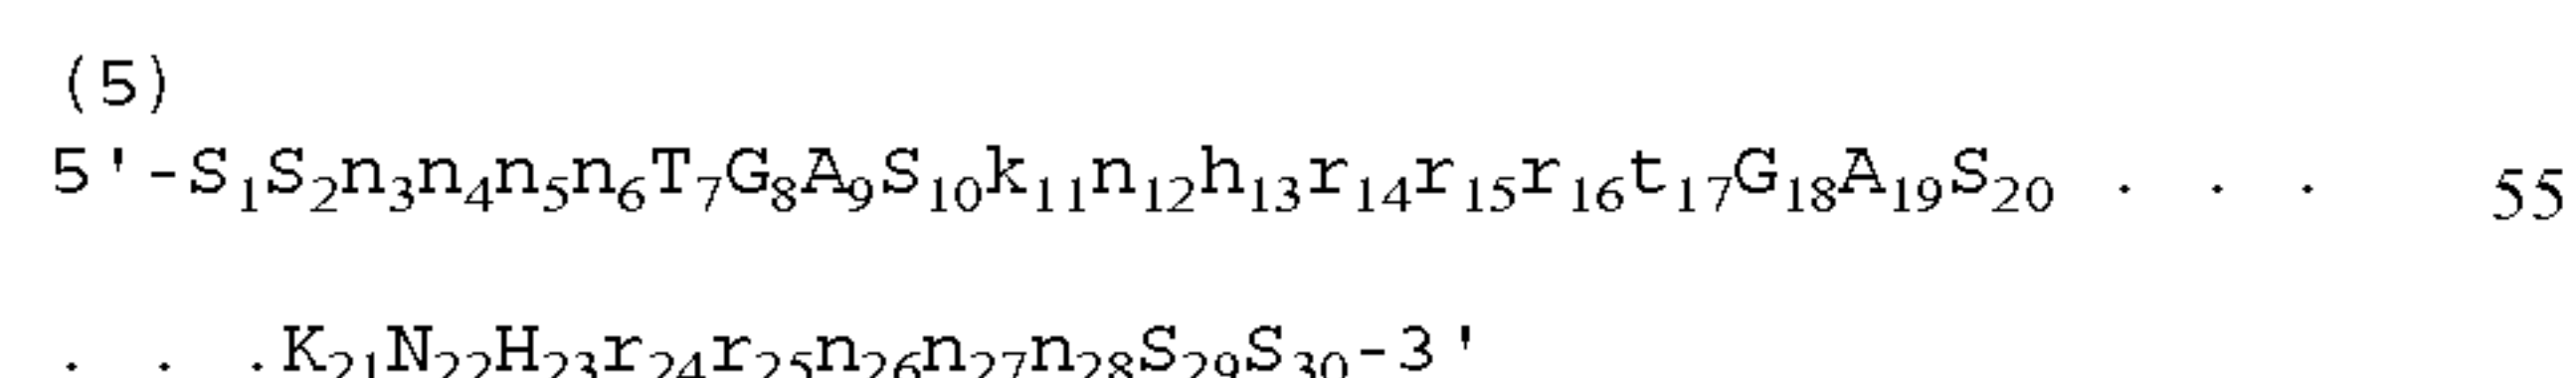 (5)
5'-S₁S₂n₃n₄n₅n₆T₇G₈A₉S₁₀k₁₁n₁₂h₁₃r₁₄r₁₅r₁₆t₁₇G₁₈A₁₉S₂₀ . . . 55
. . .K₂₁N₂₂H₂₃r₂₄r₂₅n₂₆n₂₇n₂₈S₂₉S₃₀-3'